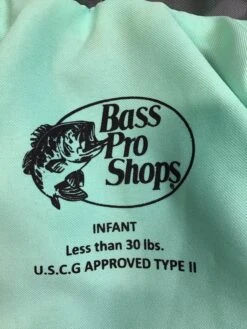 Bass
Pro
Shops
INFANT
Less than 30 lbs.
U.S.C.G APPROVED TYPE II